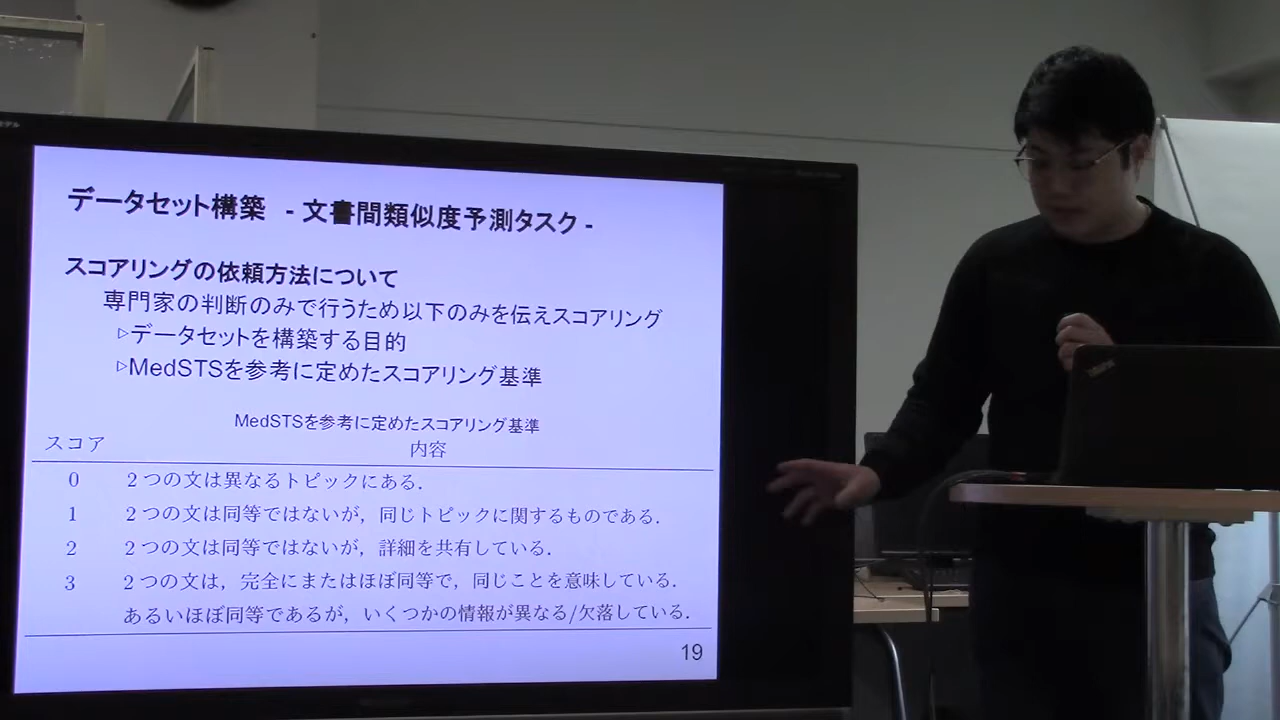 データセット構築 - 文書間類似度予測タスク -
スコアリングの依頼方法について
専門家の判断のみで行うため以下のみを伝えスコアリング
▷データセットを構築する目的
▷MedSTSを参考に定めたスコアリング基準
MedSTSを参考に定めたスコアリング基準
スコア 内容
0 2つの文は異なるトピックにある．
1 2つの文は同等ではないが，同じトピックに関するものである．
2 2つの文は同等ではないが，詳細を共有している．
3 2つの文は，完全にまたはほぼ同等で，同じことを意味している．
あるいほぼ同等であるが，いくつかの情報が異なる/欠落している．
19
ThinkPad